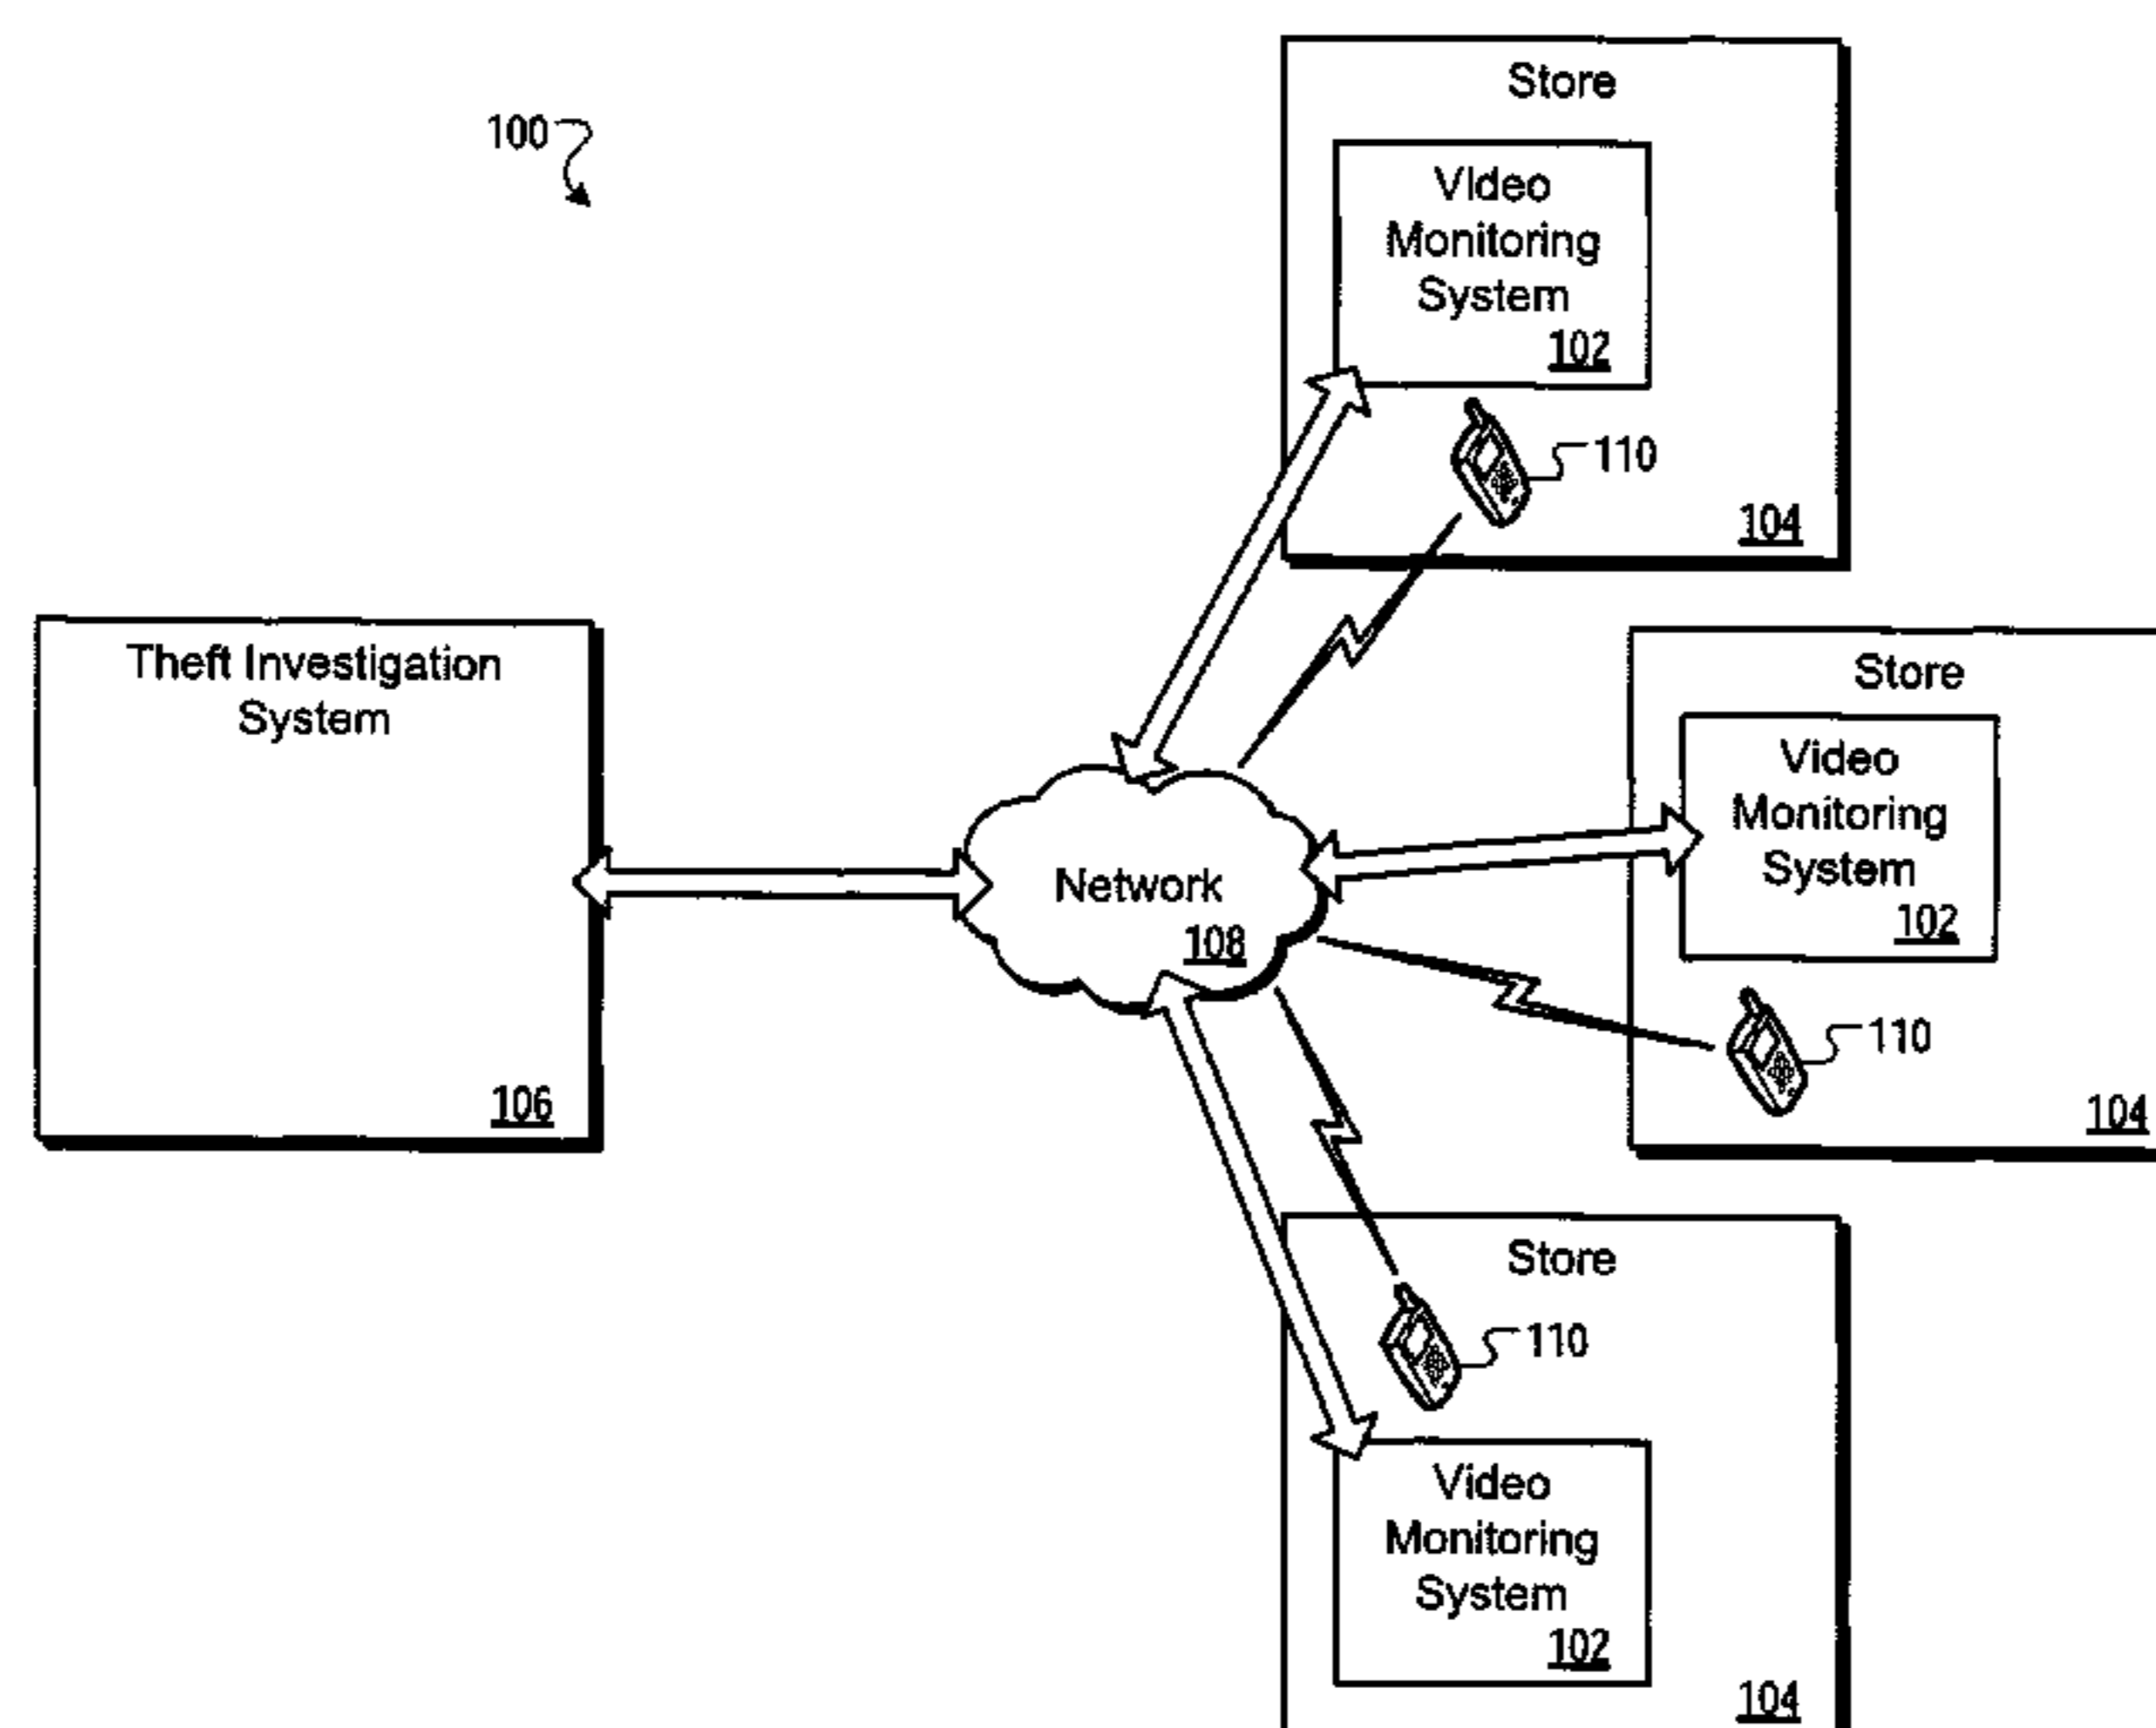 100
Store
Video
Monitoring
System
102
110
104
Theft Investigation
System
106
Network
108
Store
Video
Monitoring
System
102
110
104
Store
110
Video
Monitoring
System
102
104